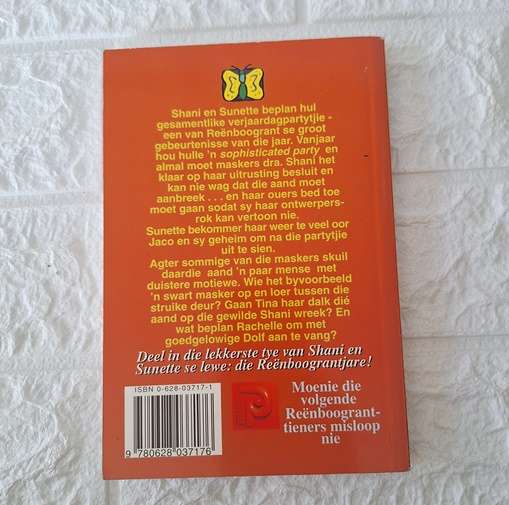 Shani en Sunette beplan hul
gesamentlike verjaardagpartytjie -
een van Reënboogrant se groot
gebeurtenisse van die jaar. Vanjaar
hou hulle 'n sophisticated party en
almal moet maskers dra. Shani het
klaar op haar uitrusting besluit en
kan nie wag dat die aand moet
aanbreek . . . en haar ouers bed toe
moet gaan sodat sy haar ontwerpers-
rok kan vertoon nie.
Sunette bekommer haar weer te veel oor
Jaco en sy geheim om na die partytjie
uit te sien.
Agter sommige van die maskers skuil
daardie aand 'n paar mense met
duistere motiewe. Wie het byvoorbeeld
'n swart masker op en loer tussen die
struike deur? Gaan Tina haar dalk dié
aand op die gewilde Shani wreek? En
wat beplan Rachelle om met
goedgelowige Dolf aan te vang?
Deel in die lekkerste tye van Shani en
Sunette se lewe: die Reënboograntjare!
ISBN 0-628-03717-1
9 780628 037176
Moenie die
volgende
Reënboogrant-
tieners misloop
nie